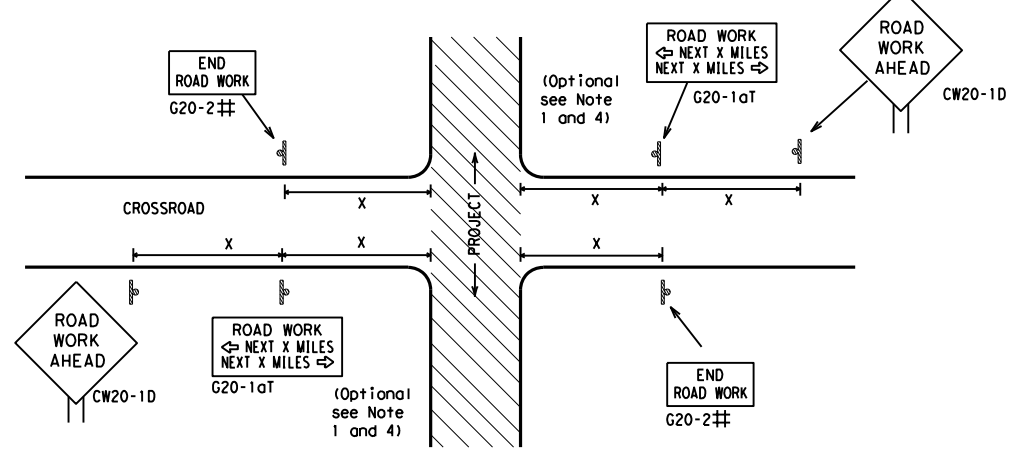 END
ROAD WORK
G20-2#
(Optional
see Note
1 and 4)
ROAD WORK
⇦ NEXT X MILES
NEXT X MILES ⇨
G20-1aT
ROAD
WORK
AHEAD
CW20-1D
X
X
X
CROSSROAD
PROJECT
X
X
X
ROAD
WORK
AHEAD
CW20-1D
ROAD WORK
⇦ NEXT X MILES
NEXT X MILES ⇨
G20-1aT
(Optional
see Note
1 and 4)
END
ROAD WORK
G20-2#